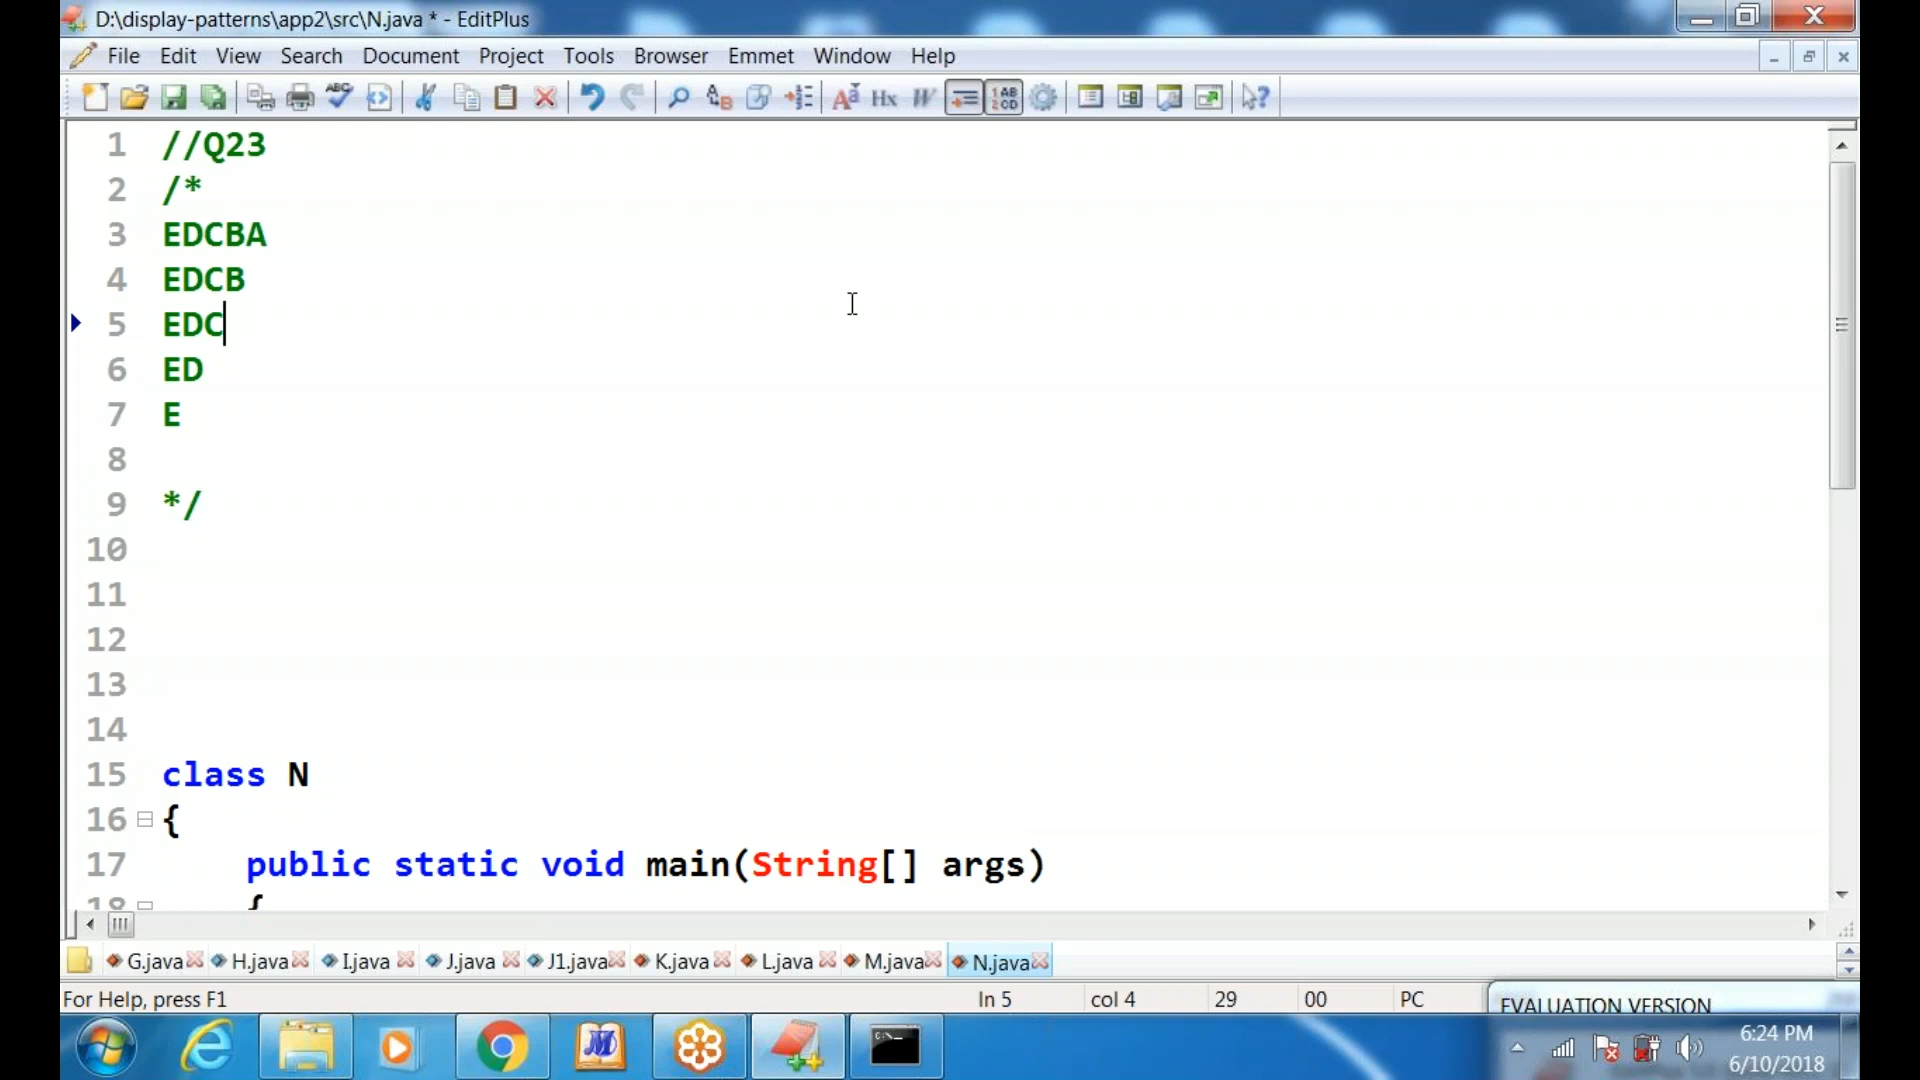 D:\display-patterns\app2\src\N.java * - EditPlus
File Edit View Search Document Project Tools Browser Emmet Window Help
1 //Q23
2 /*
3 EDCBA
4 EDCB
5 EDC
6 ED
7 E
8
9 */
10
11
12
13
14
15 class N
16 {
17 public static void main(String[] args)
18 {
G.java H.java I.java J.java J1.java K.java L.java M.java N.java
For Help, press F1 ln 5 col 4 29 00 PC EVALUATION VERSION
6:24 PM
6/10/2018